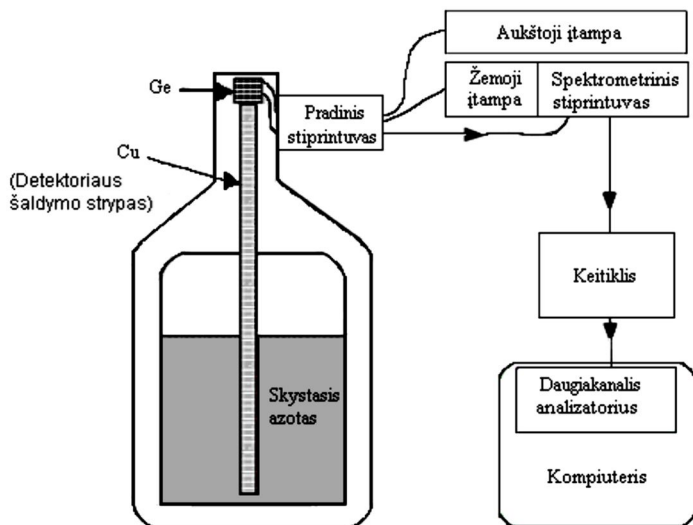 Aukštoji įtampa
Ge
Žemoji
įtampa
Spektrometrinis
stiprintuvas
Pradinis
stiprintuvas
Cu
(Detektoriaus
šaldymo strypas)
Keitiklis
Skystasis
azotas
Daugiakanalis
analizatorius
Kompiuteris